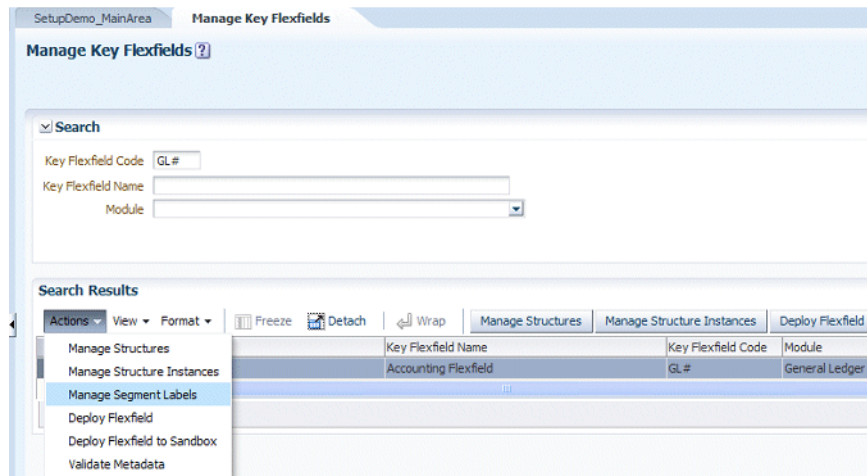 SetupDemo_MainArea Manage Key Flexfields
Manage Key Flexfields ?
Search
Key Flexfield Code GL#
Key Flexfield Name
Module
Search Results
Actions View Format Freeze Detach Wrap Manage Structures Manage Structure Instances Deploy Flexfield
Key Flexfield Name Key Flexfield Code Module
Accounting Flexfield GL# General Ledger
Manage Structures
Manage Structure Instances
Manage Segment Labels
Deploy Flexfield
Deploy Flexfield to Sandbox
Validate Metadata